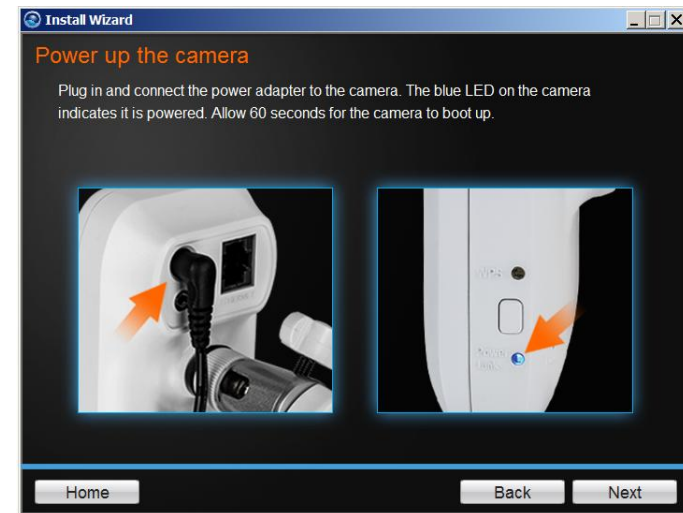 Install Wizard
Power up the camera
Plug in and connect the power adapter to the camera. The blue LED on the camera
indicates it is powered. Allow 60 seconds for the camera to boot up.
ETHERNET
WPS
Power
Home
Back
Next